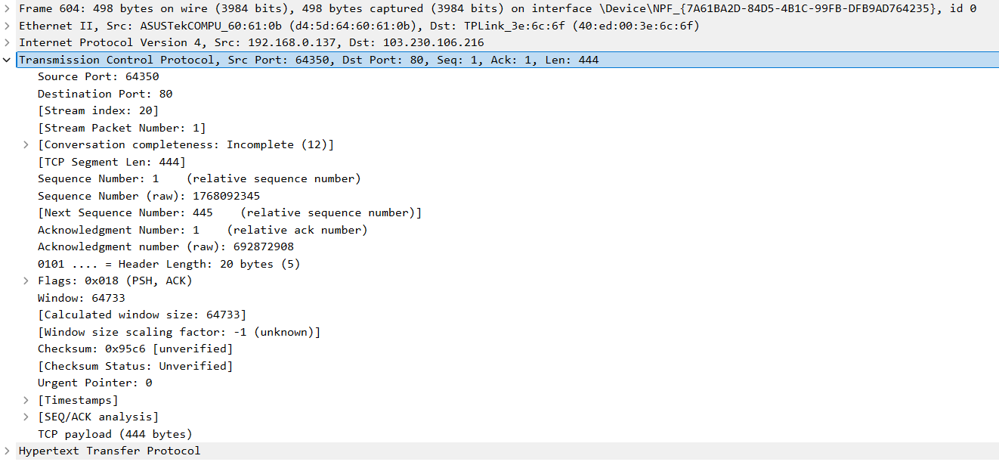 Frame 604: 498 bytes on wire (3984 bits), 498 bytes captured (3984 bits) on interface \Device\NPF_{7A61BA2D-84D5-4B1C-99FB-DFB9AD764235}, id 0
Ethernet II, Src: ASUSTekCOMPU_60:61:0b (d4:5d:64:60:61:0b), Dst: TPLink_3e:6c:6f (40:ed:00:3e:6c:6f)
Internet Protocol Version 4, Src: 192.168.0.137, Dst: 103.230.106.216
Transmission Control Protocol, Src Port: 64350, Dst Port: 80, Seq: 1, Ack: 1, Len: 444
Source Port: 64350
Destination Port: 80
[Stream index: 20]
[Stream Packet Number: 1]
[Conversation completeness: Incomplete (12)]
[TCP Segment Len: 444]
Sequence Number: 1    (relative sequence number)
Sequence Number (raw): 1768092345
[Next Sequence Number: 445    (relative sequence number)]
Acknowledgment Number: 1    (relative ack number)
Acknowledgment number (raw): 692872908
0101 .... = Header Length: 20 bytes (5)
Flags: 0x018 (PSH, ACK)
Window: 64733
[Calculated window size: 64733]
[Window size scaling factor: -1 (unknown)]
Checksum: 0x95c6 [unverified]
[Checksum Status: Unverified]
Urgent Pointer: 0
[Timestamps]
[SEQ/ACK analysis]
TCP payload (444 bytes)
Hypertext Transfer Protocol